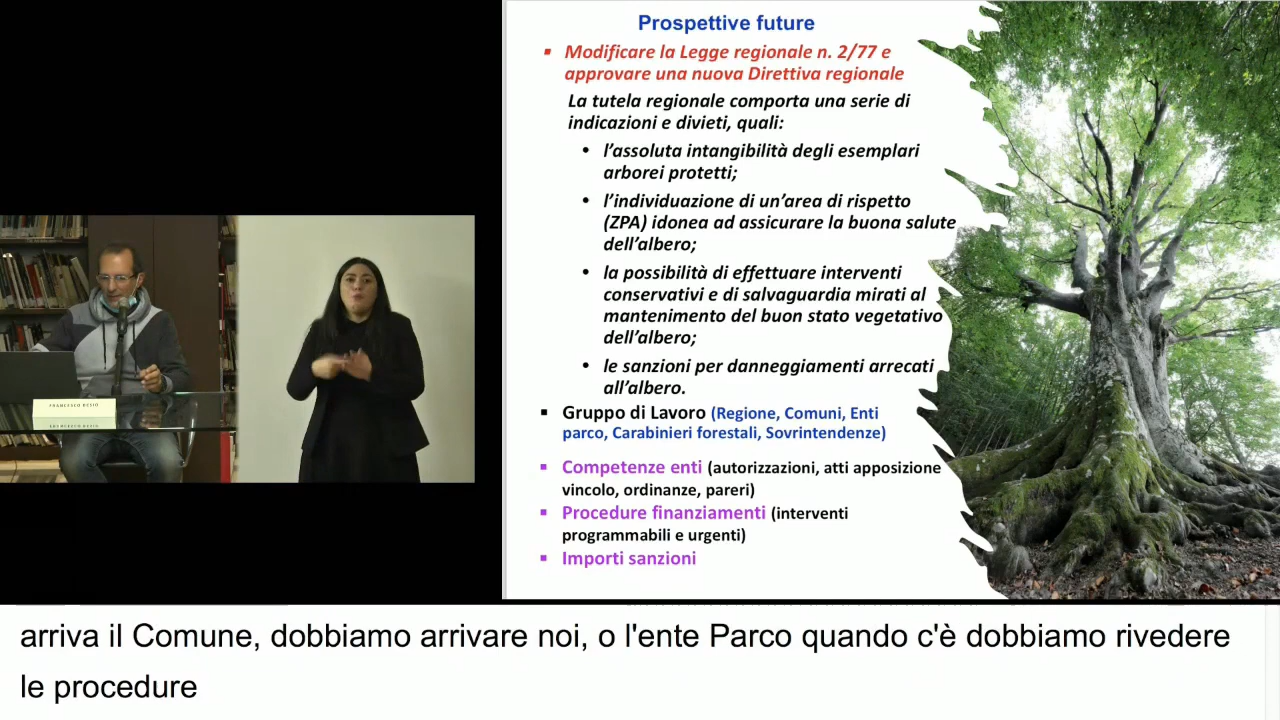 Prospettive future
▪ Modificare la Legge regionale n. 2/77 e
approvare una nuova Direttiva regionale
La tutela regionale comporta una serie di
indicazioni e divieti, quali:
• l’assoluta intangibilità degli esemplari
arborei protetti;
• l’individuazione di un’area di rispetto
(ZPA) idonea ad assicurare la buona salute
dell’albero;
• la possibilità di effettuare interventi
conservativi e di salvaguardia mirati al
mantenimento del buon stato vegetativo
dell’albero;
• le sanzioni per danneggiamenti arrecati
all’albero.
▪ Gruppo di Lavoro (Regione, Comuni, Enti
parco, Carabinieri forestali, Sovrintendenze)
▪ Competenze enti (autorizzazioni, atti apposizione
vincolo, ordinanze, pareri)
▪ Procedure finanziamenti (interventi
programmabili e urgenti)
▪ Importi sanzioni
FRANCESCO BESIO
arriva il Comune, dobbiamo arrivare noi, o l'ente Parco quando c'è dobbiamo rivedere
le procedure